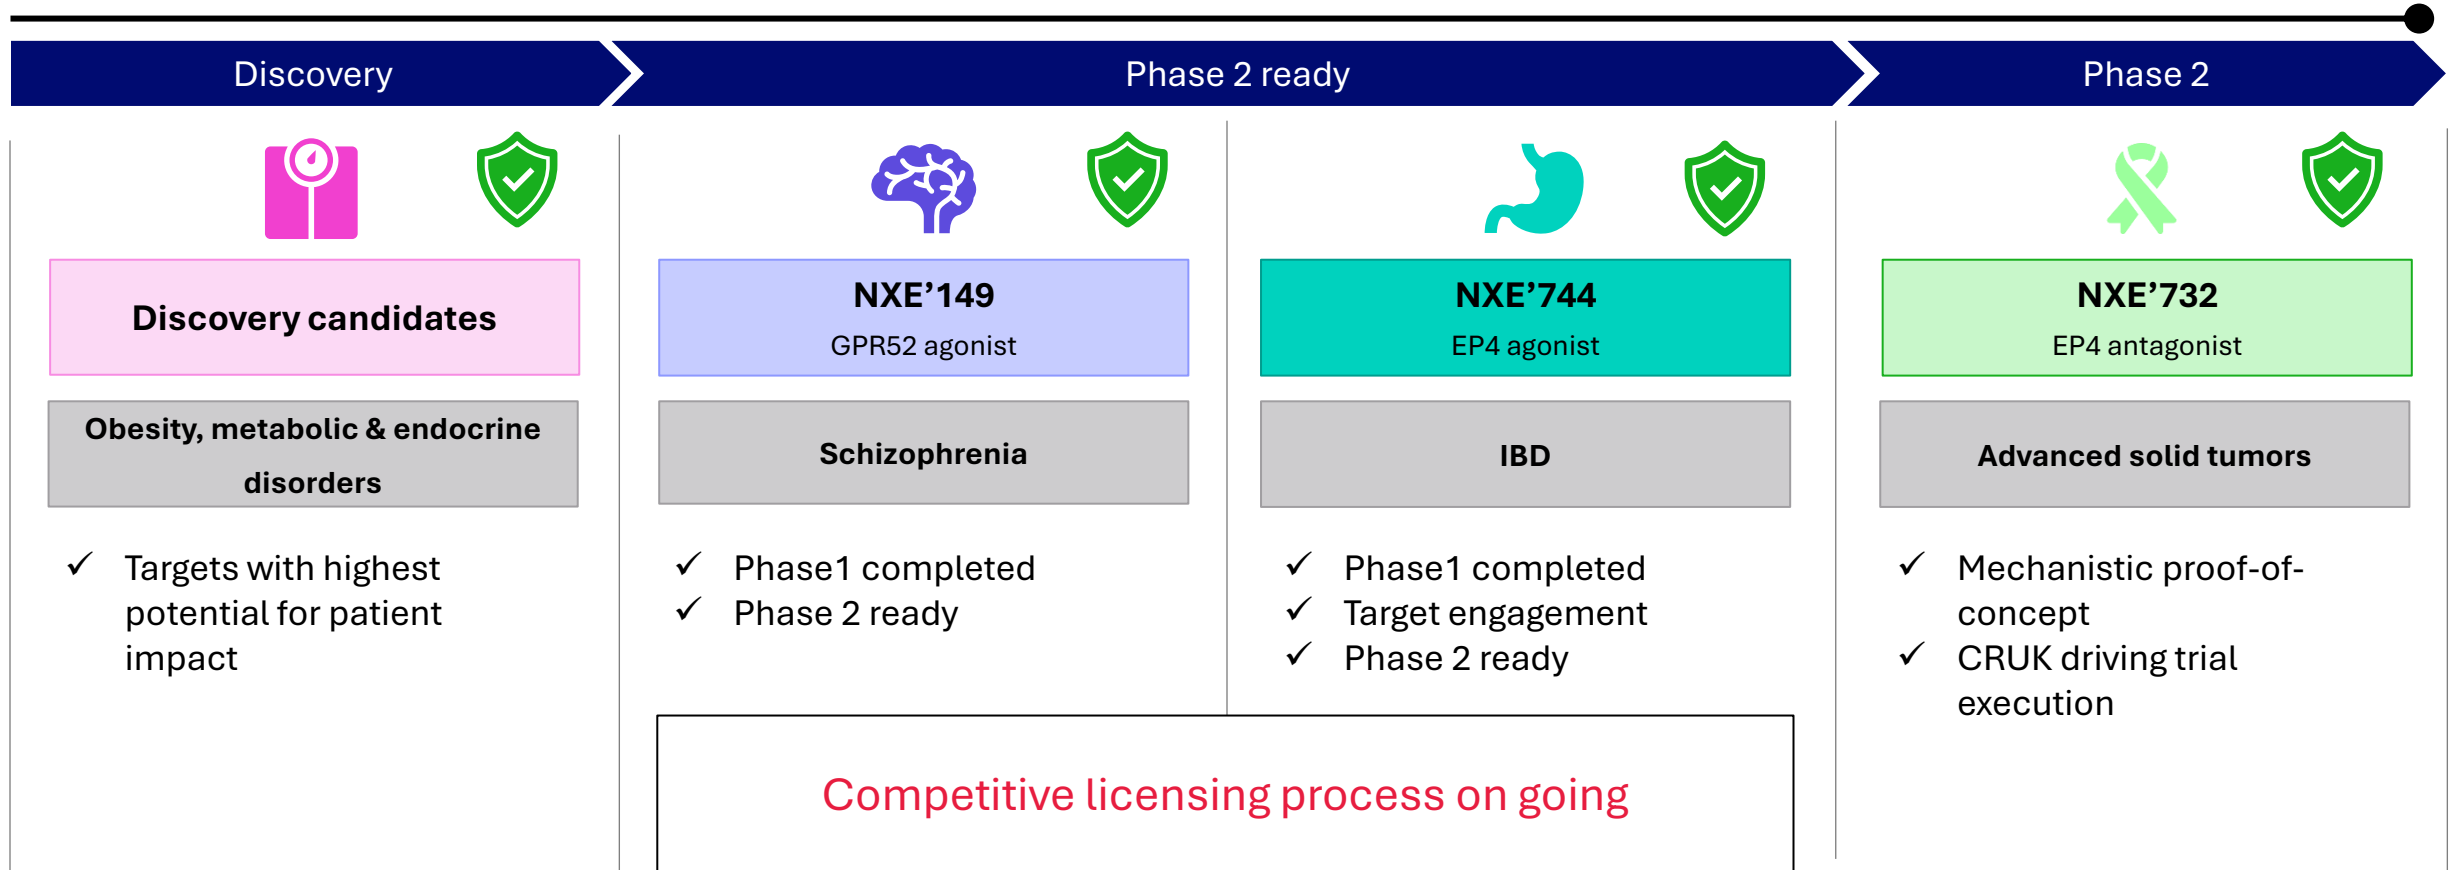 Discovery
Phase 2 ready
Phase 2
Discovery candidates
Obesity, metabolic & endocrine
disorders
✓ Targets with highest
potential for patient
impact
NXE’149
GPR52 agonist
Schizophrenia
✓ Phase1 completed
✓ Phase 2 ready
NXE’744
EP4 agonist
IBD
✓ Phase1 completed
✓ Target engagement
✓ Phase 2 ready
Competitive licensing process on going
NXE’732
EP4 antagonist
Advanced solid tumors
✓ Mechanistic proof-of-
concept
✓ CRUK driving trial
execution